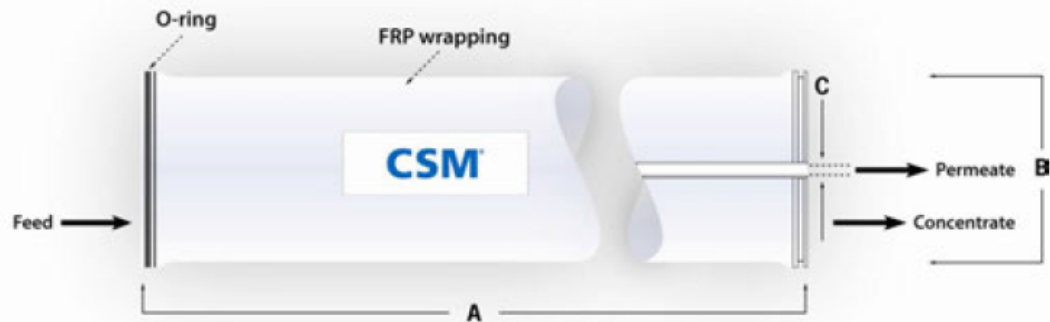 O-ring
FRP wrapping
C
CSM®
Permeate
B
Feed
Concentrate
A